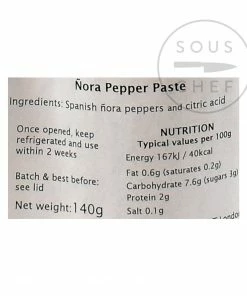 SOUS
CHEF
Ñora Pepper Paste
Ingredients: Spanish ñora peppers and citric acid
Once opened, keep
refrigerated and use
within 2 weeks
Batch & best before:
see lid
Net weight: 140g
NUTRITION
Typical values per 100g
Energy 167kJ / 40kcal
Fat 0.6g (saturates 0.2g)
Carbohydrate 7.6g (sugars 3g)
Protein 2g
Salt 0.1g